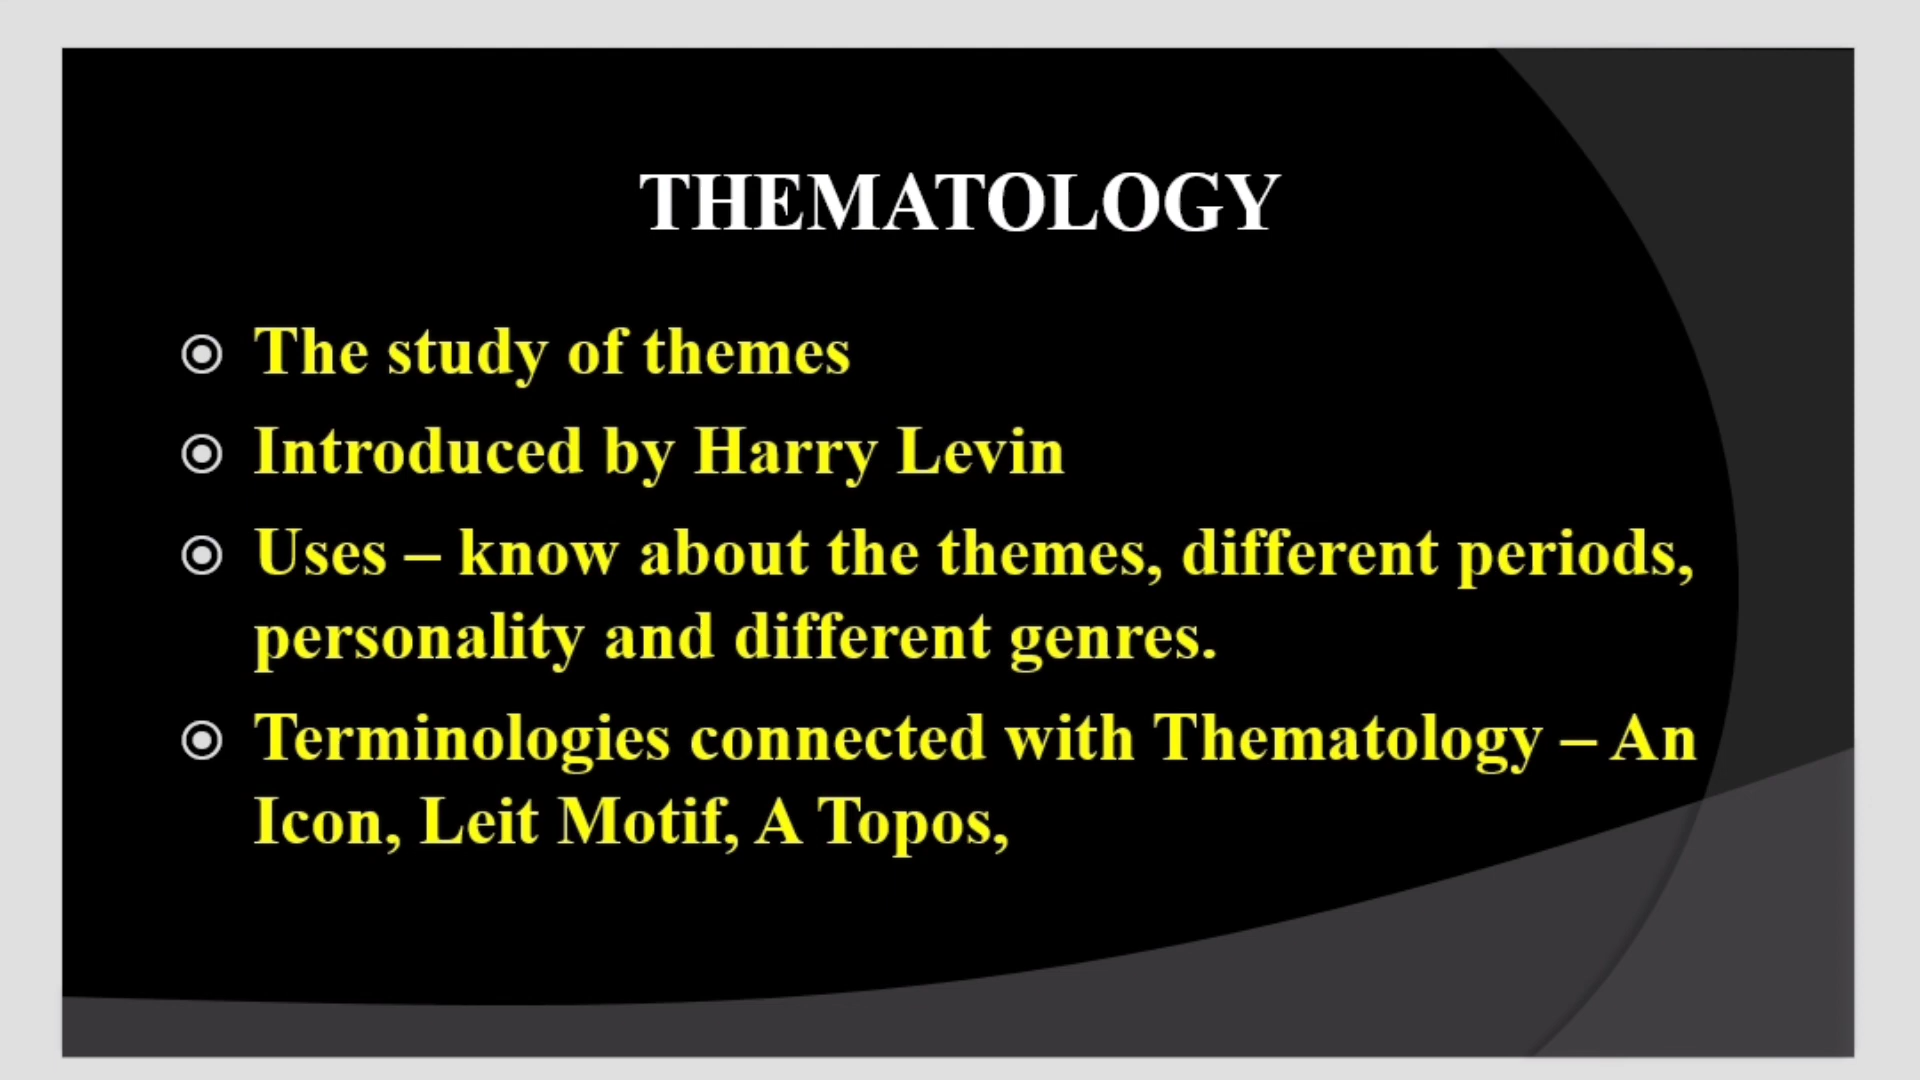 THEMATOLOGY
The study of themes
Introduced by Harry Levin
Uses – know about the themes, different periods,
personality and different genres.
Terminologies connected with Thematology – An
Icon, Leit Motif, A Topos,